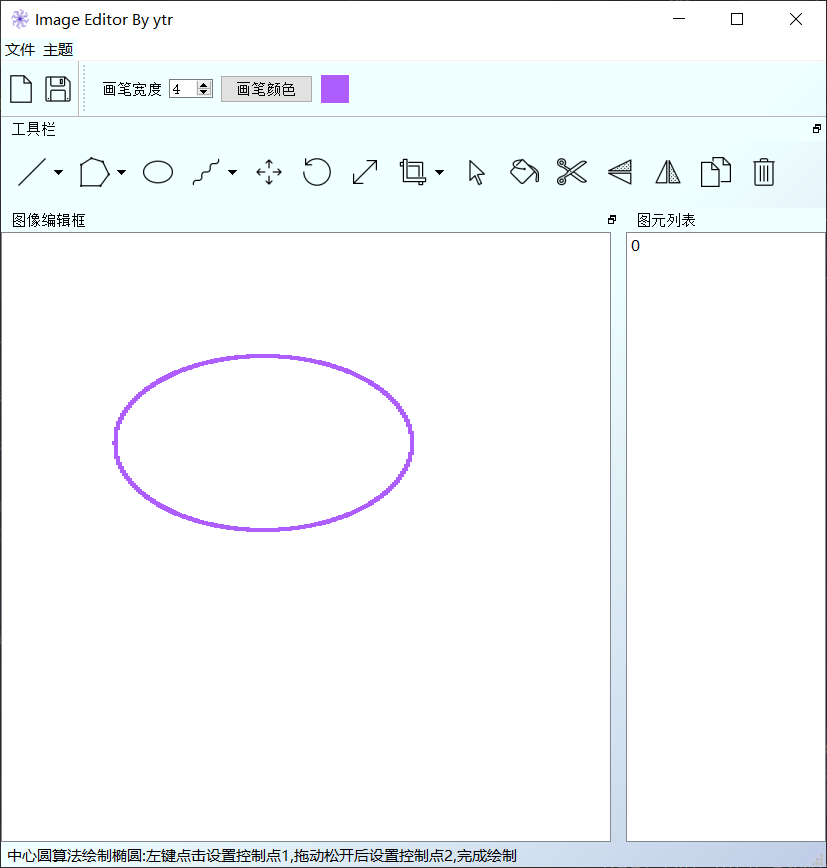 Image Editor By ytr
文件 主题
画笔宽度 4 画笔颜色
工具栏
图像编辑框 图元列表
0
中心圆算法绘制椭圆:左键点击设置控制点1,拖动松开后设置控制点2,完成绘制